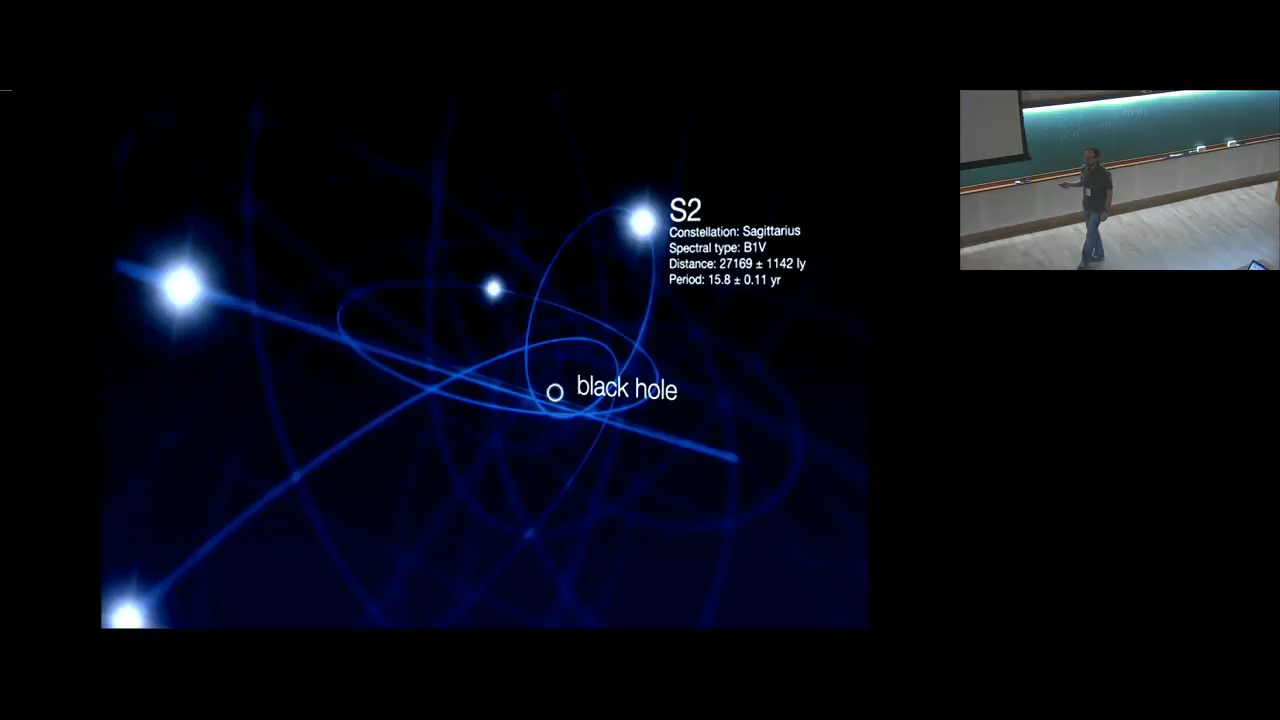 S2
Constellation: Sagittarius
Spectral type: B1V
Distance: 27169 ± 1142 ly
Period: 15.8 ± 0.11 yr
black hole